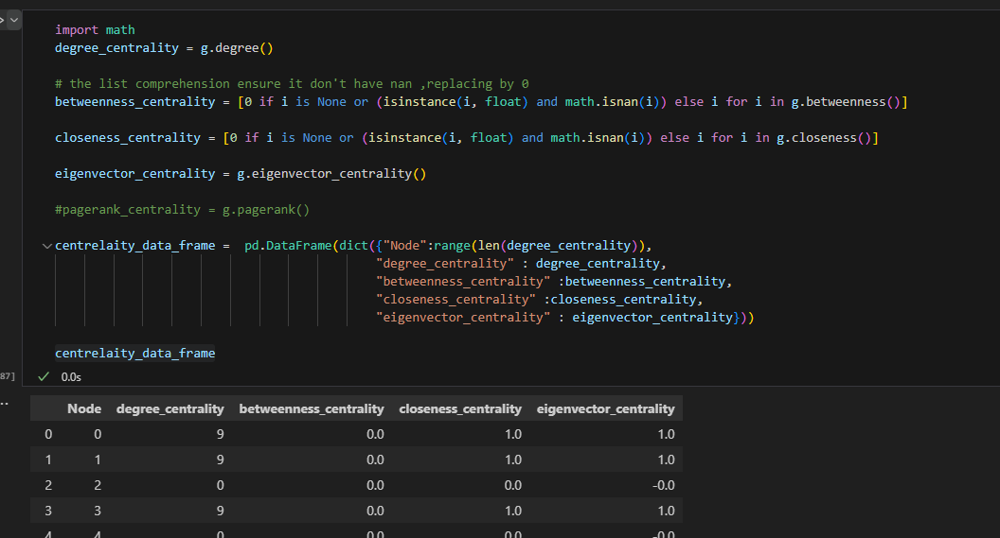 import math
degree_centrality = g.degree()
# the list comprehension ensure it don't have nan ,replacing by 0
betweenness_centrality = [0 if i is None or (isinstance(i, float) and math.isnan(i)) else i for i in g.betweenness()]
closeness_centrality = [0 if i is None or (isinstance(i, float) and math.isnan(i)) else i for i in g.closeness()]
eigenvector_centrality = g.eigenvector_centrality()
#pagerank_centrality = g.pagerank()
centrelaity_data_frame =  pd.DataFrame(dict({"Node":range(len(degree_centrality)),
"degree_centrality" : degree_centrality,
"betweenness_centrality" :betweenness_centrality,
"closeness_centrality" :closeness_centrality,
"eigenvector_centrality" : eigenvector_centrality}))
centrelaity_data_frame
87] 0.0s
Node degree_centrality betweenness_centrality closeness_centrality eigenvector_centrality
0 0 9 0.0 1.0 1.0
1 1 9 0.0 1.0 1.0
2 2 0 0.0 0.0 -0.0
3 3 9 0.0 1.0 1.0
4 4 0 0.0 0.0 -0.0